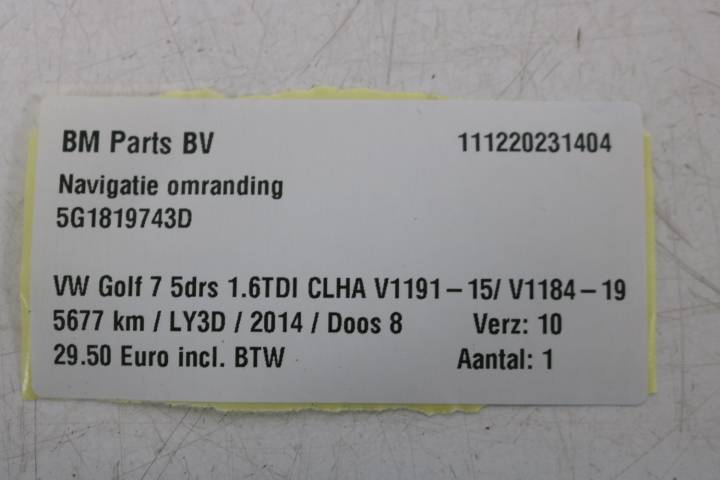 BM Parts BV 111220231404
Navigatie omranding
5G1819743D
VW Golf 7 5drs 1.6TDI CLHA V1191-15/ V1184-19
5677 km / LY3D / 2014 / Doos 8 Verz: 10
29.50 Euro incl. BTW Aantal: 1